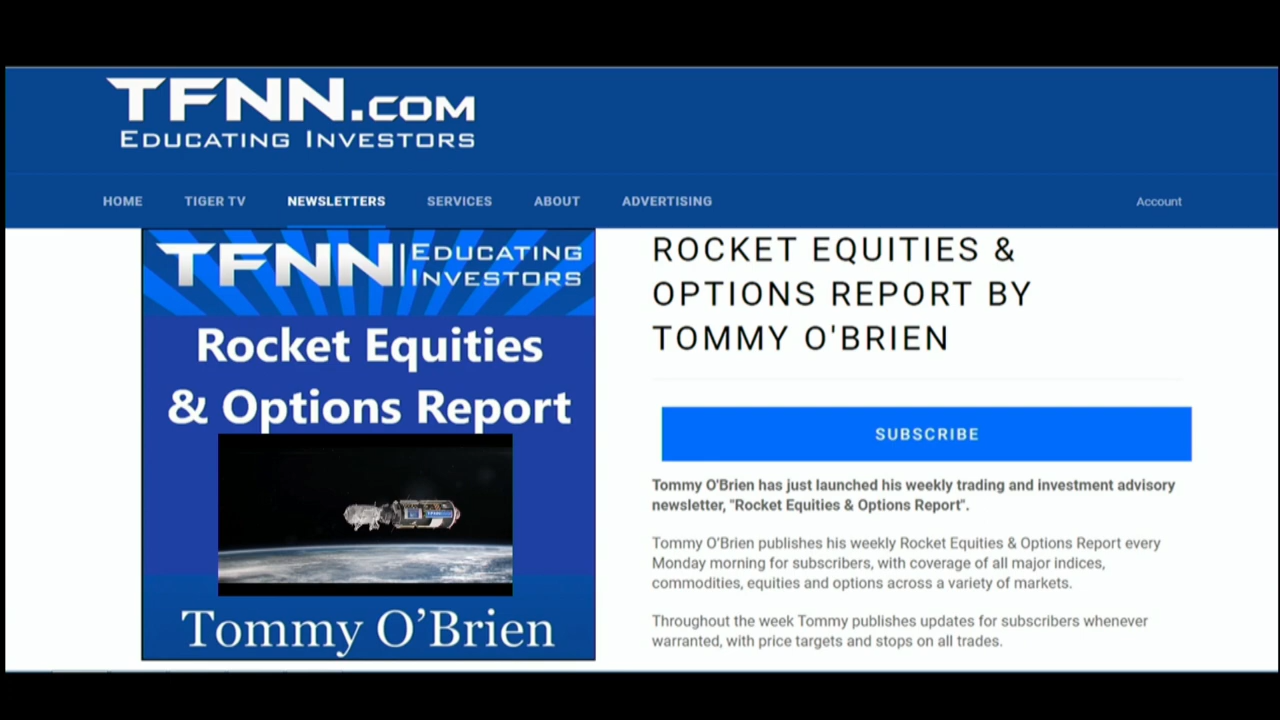 TFNN.COM
EDUCATING INVESTORS
HOME TIGER TV NEWSLETTERS SERVICES ABOUT ADVERTISING Account
TFNN EDUCATING
INVESTORS
Rocket Equities
& Options Report
TFNN
Tommy O’Brien
ROCKET EQUITIES &
OPTIONS REPORT BY
TOMMY O'BRIEN
SUBSCRIBE
Tommy O'Brien has just launched his weekly trading and investment advisory
newsletter, "Rocket Equities & Options Report".
Tommy O'Brien publishes his weekly Rocket Equities & Options Report every
Monday morning for subscribers, with coverage of all major indices,
commodities, equities and options across a variety of markets.
Throughout the week Tommy publishes updates for subscribers whenever
warranted, with price targets and stops on all trades.